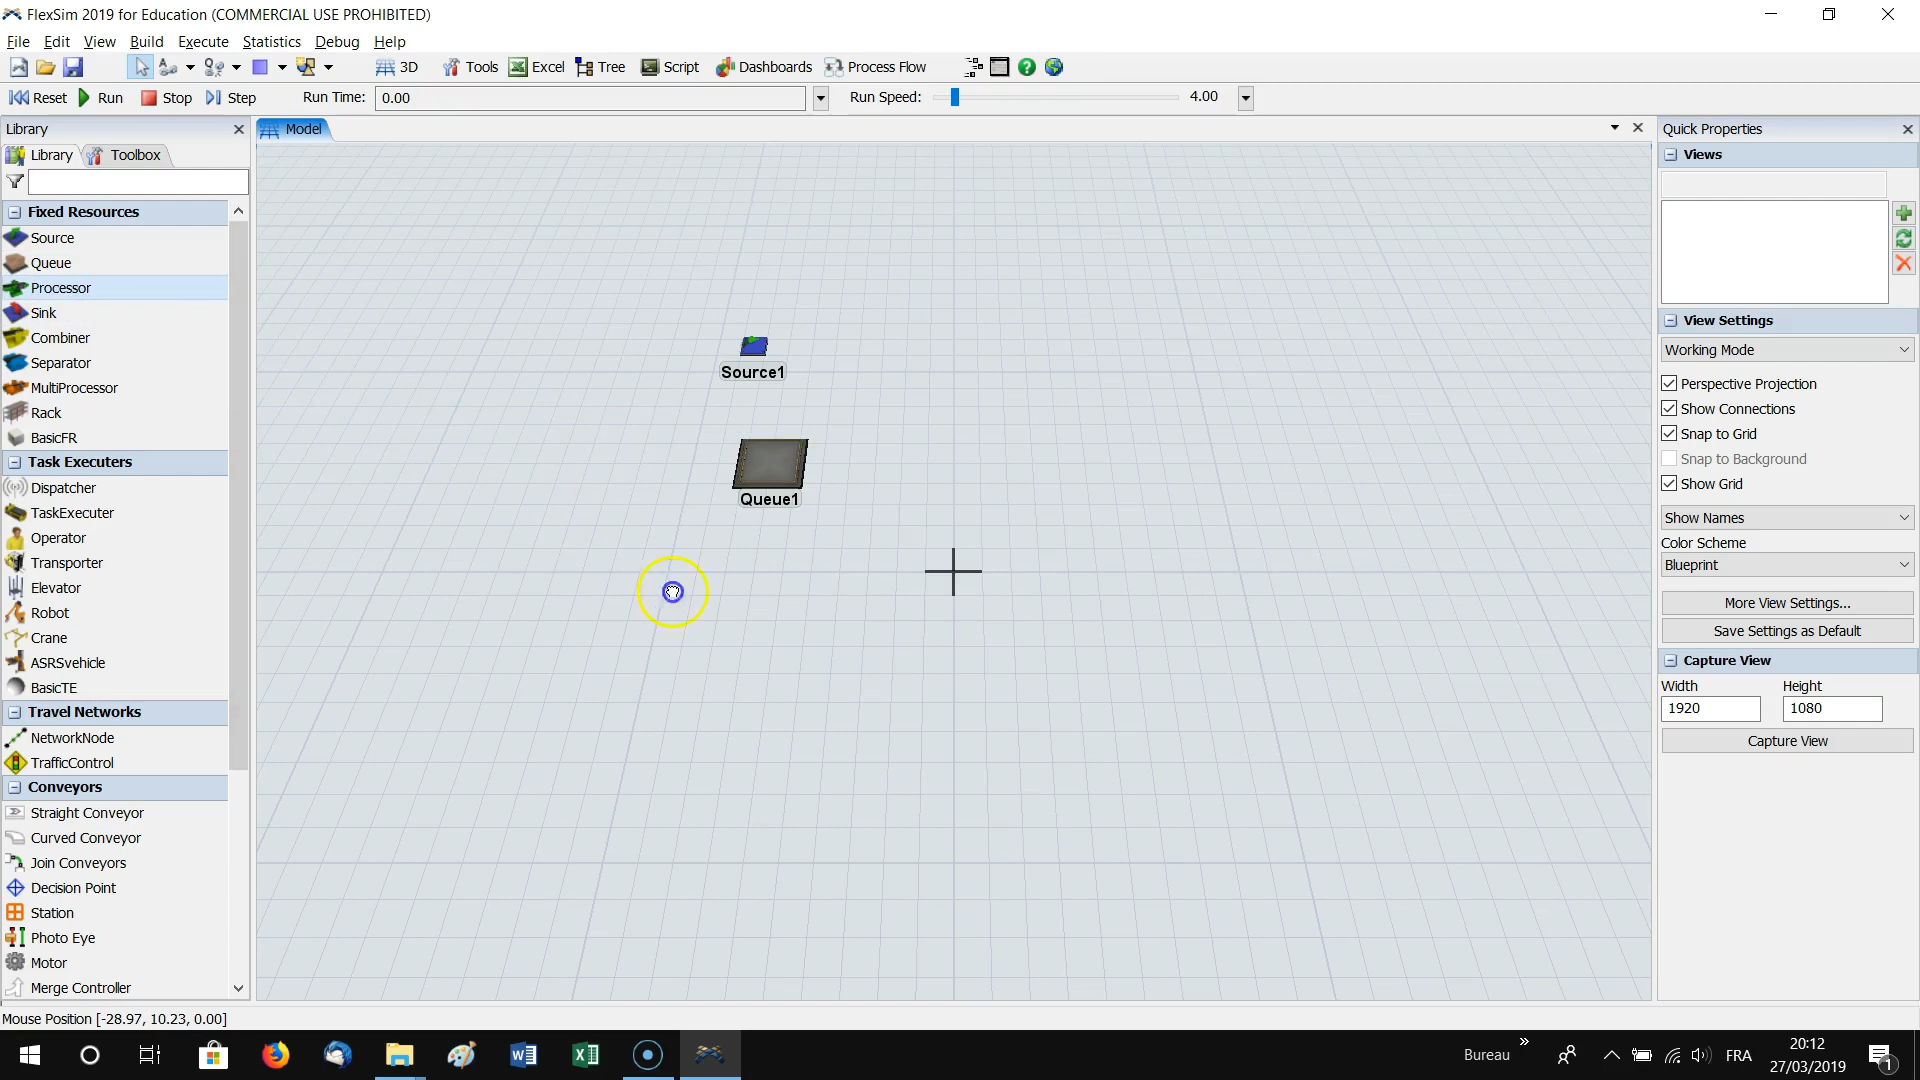 FlexSim 2019 for Education (COMMERCIAL USE PROHIBITED)
File Edit View Build Execute Statistics Debug Help
3D Tools Excel Tree Script Dashboards Process Flow
Reset Run Stop Step Run Time: 0.00 Run Speed: 4.00
Library
Library Toolbox
Fixed Resources
Source
Queue
Processor
Sink
Combiner
Separator
MultiProcessor
Rack
BasicFR
Task Executers
Dispatcher
TaskExecuter
Operator
Transporter
Elevator
Robot
Crane
ASRSvehicle
BasicTE
Travel Networks
NetworkNode
TrafficControl
Conveyors
Straight Conveyor
Curved Conveyor
Join Conveyors
Decision Point
Station
Photo Eye
Motor
Merge Controller
Model
Source1
Queue1
Quick Properties
Views
View Settings
Working Mode
Perspective Projection
Show Connections
Snap to Grid
Snap to Background
Show Grid
Show Names
Color Scheme
Blueprint
More View Settings...
Save Settings as Default
Capture View
Width Height
1920 1080
Capture View
Mouse Position [-28.97, 10.23, 0.00]
Bureau » FRA 20:12
27/03/2019
1